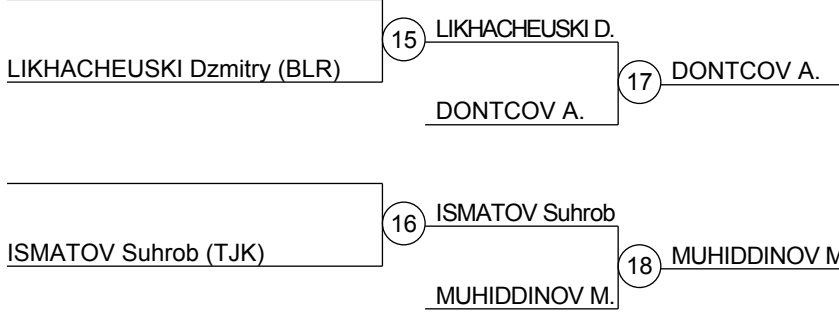 15
LIKHACHEUSKI D.
LIKHACHEUSKI Dzmitry (BLR)
17
DONTCOV A.
DONTCOV A.
16
ISMATOV Suhrob
ISMATOV Suhrob (TJK)
18
MUHIDDINOV M
MUHIDDINOV M.